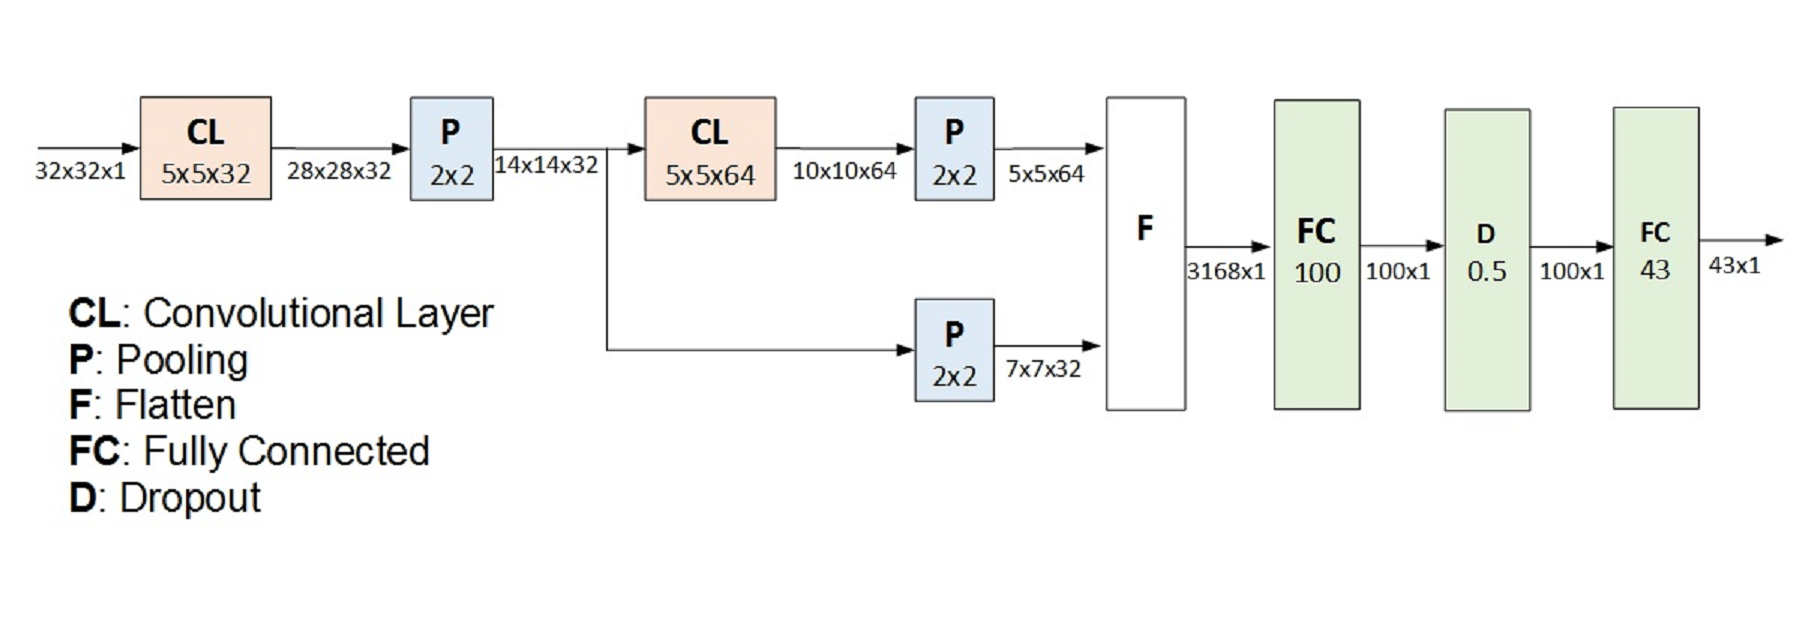 CL
5x5x32
P
2x2
CL
5x5x64
P
2x2
32x32x1
28x28x32
14x14x32
10x10x64
5x5x64
F
FC
100
D
0.5
FC
43
3168x1
100x1
100x1
43x1
P
2x2
7x7x32
CL: Convolutional Layer
P: Pooling
F: Flatten
FC: Fully Connected
D: Dropout